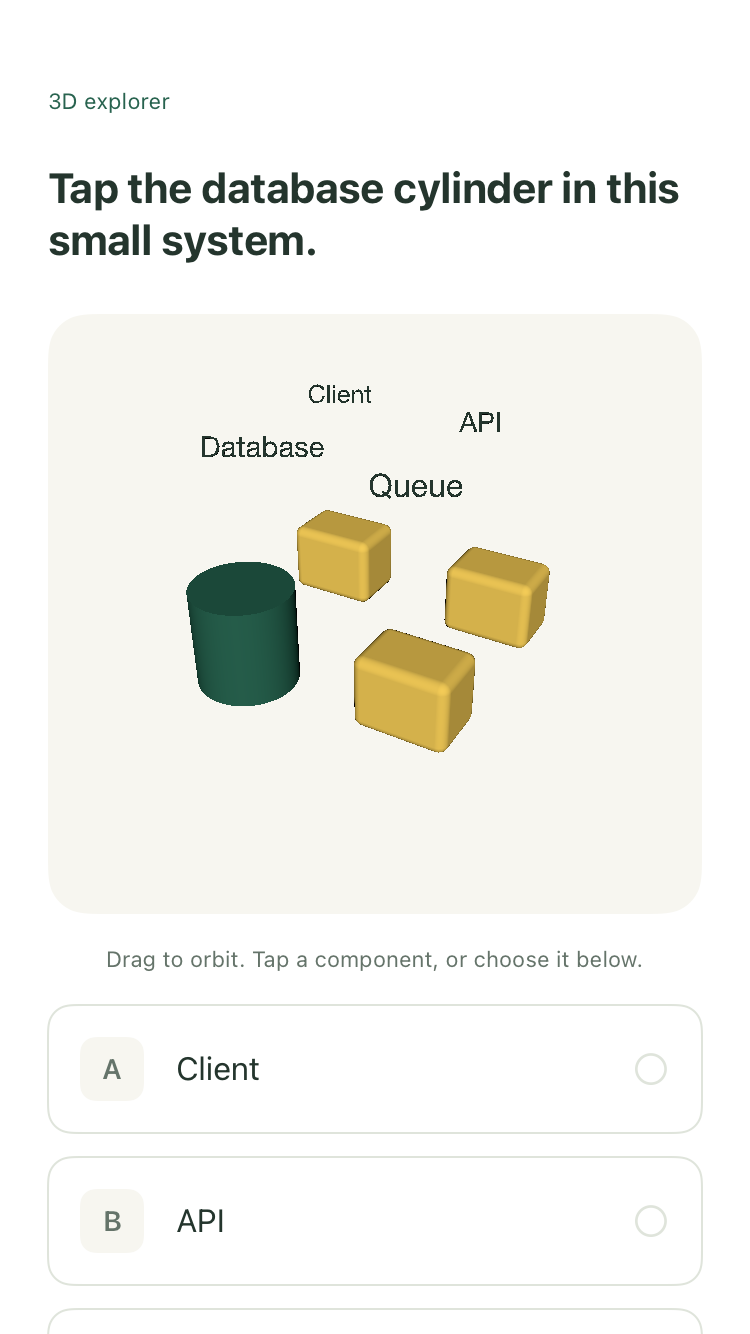 3D explorer
Tap the database cylinder in this
small system.
Client
API
Database
Queue
Drag to orbit. Tap a component, or choose it below.
A Client
B API